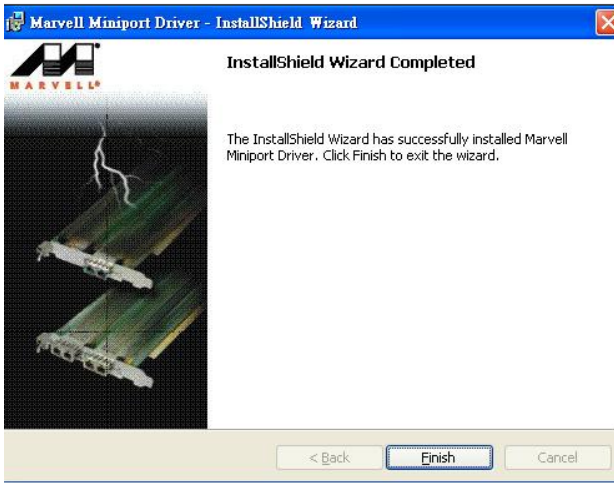 Marvell Miniport Driver - InstallShield Wizard
MARVELL®
InstallShield Wizard Completed
The InstallShield Wizard has successfully installed Marvell
Miniport Driver. Click Finish to exit the wizard.
< Back
Finish
Cancel